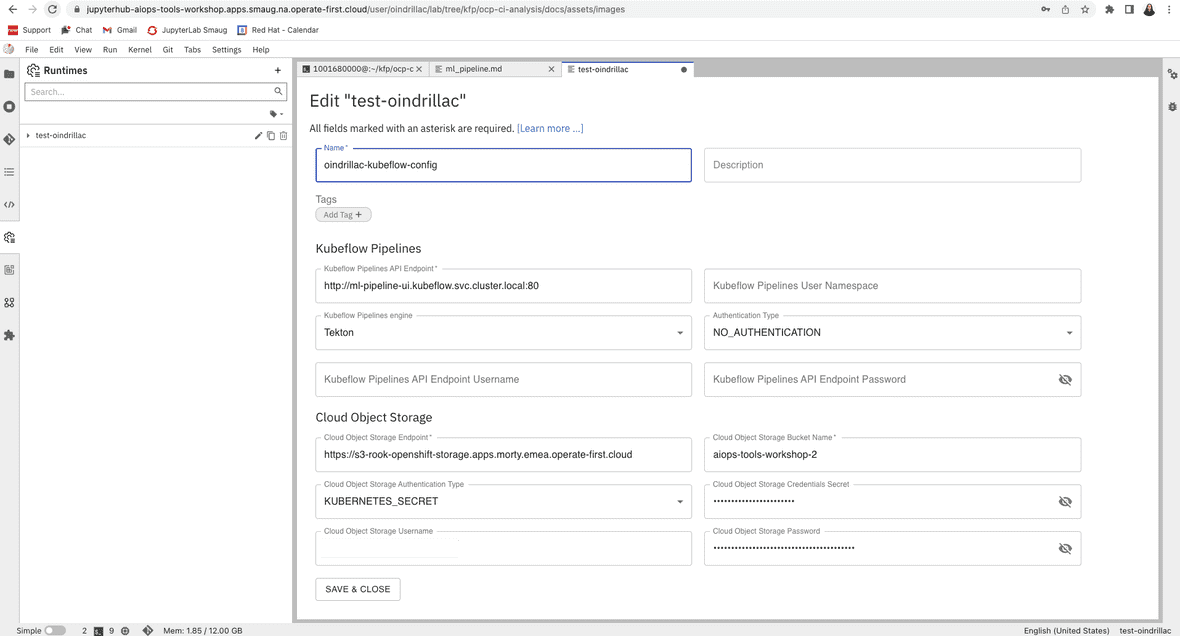 jupyterhub-aiops-tools-workshop.apps.smaug.na.operate-first.cloud/user/oindrillac/lab/tree/kfp/ocp-ci-analysis/docs/assets/images
Support Chat Gmail JupyterLab Smaug Red Hat - Calendar
File Edit View Run Kernel Git Tabs Settings Help
Runtimes
Search...
test-oindrillac
1001680000@:~/kfp/ocp-c ml_pipeline.md test-oindrillac
Edit "test-oindrillac"
All fields marked with an asterisk are required. [Learn more ...]
Name*
oindrillac-kubeflow-config
Description
Tags
Add Tag +
Kubeflow Pipelines
Kubeflow Pipelines API Endpoint*
http://ml-pipeline-ui.kubeflow.svc.cluster.local:80
Kubeflow Pipelines User Namespace
Kubeflow Pipelines engine
Tekton
Authentication Type
NO_AUTHENTICATION
Kubeflow Pipelines API Endpoint Username
Kubeflow Pipelines API Endpoint Password
Cloud Object Storage
Cloud Object Storage Endpoint*
https://s3-rook-openshift-storage.apps.morty.emea.operate-first.cloud
Cloud Object Storage Bucket Name*
aiops-tools-workshop-2
Cloud Object Storage Authentication Type
KUBERNETES_SECRET
Cloud Object Storage Credentials Secret
Cloud Object Storage Username
Cloud Object Storage Password
SAVE & CLOSE
Simple 2 9 Mem: 1.85 / 12.00 GB English (United States) test-oindrillac